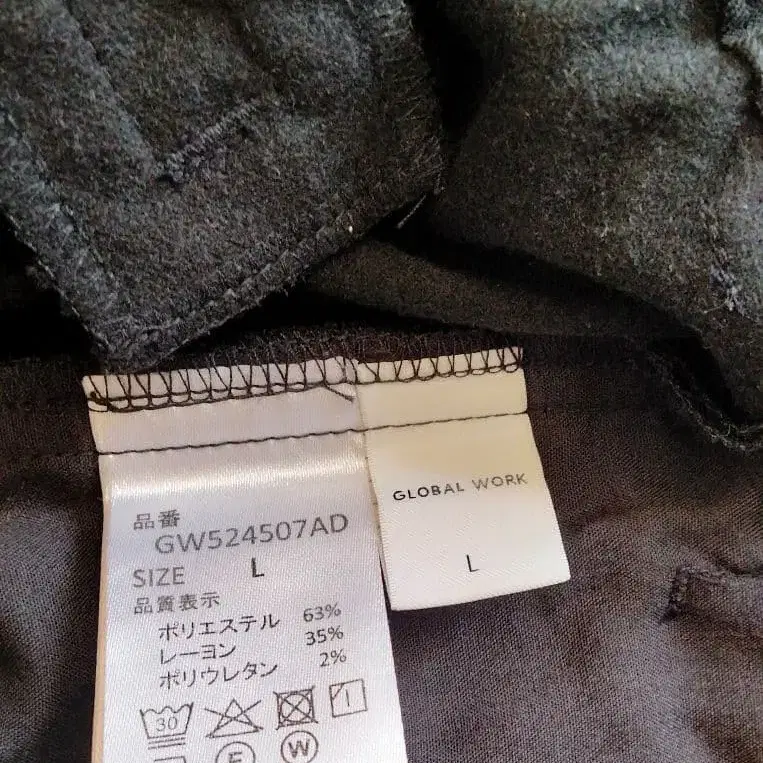 品番
GW524507AD
SIZE L
品質表示
ポリエステル 63%
レーヨン 35%
ポリウレタン 2%
30
W
GLOBAL WORK
L